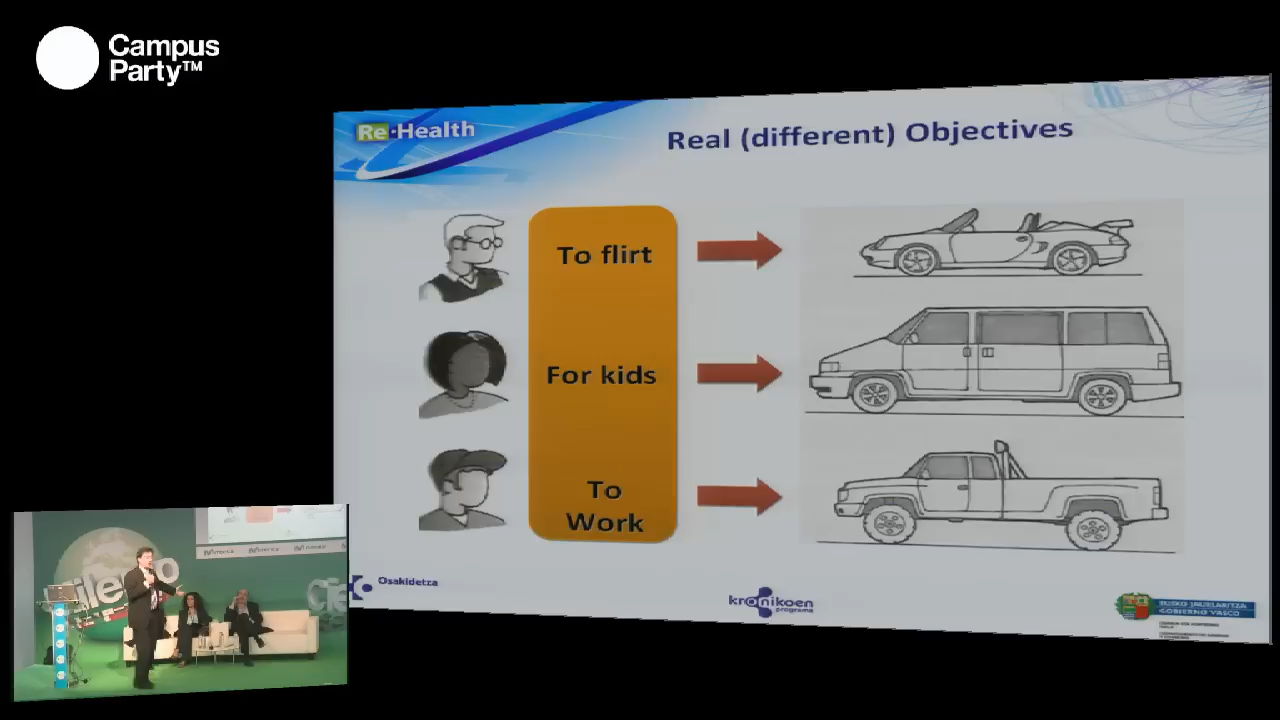 Campus
Party™
Re-Health
Real (different) Objectives
To flirt
For kids
To
Work
Osakidetza
kronikoen
programa
EUSKO JAURLARITZA
GOBIERNO VASCO